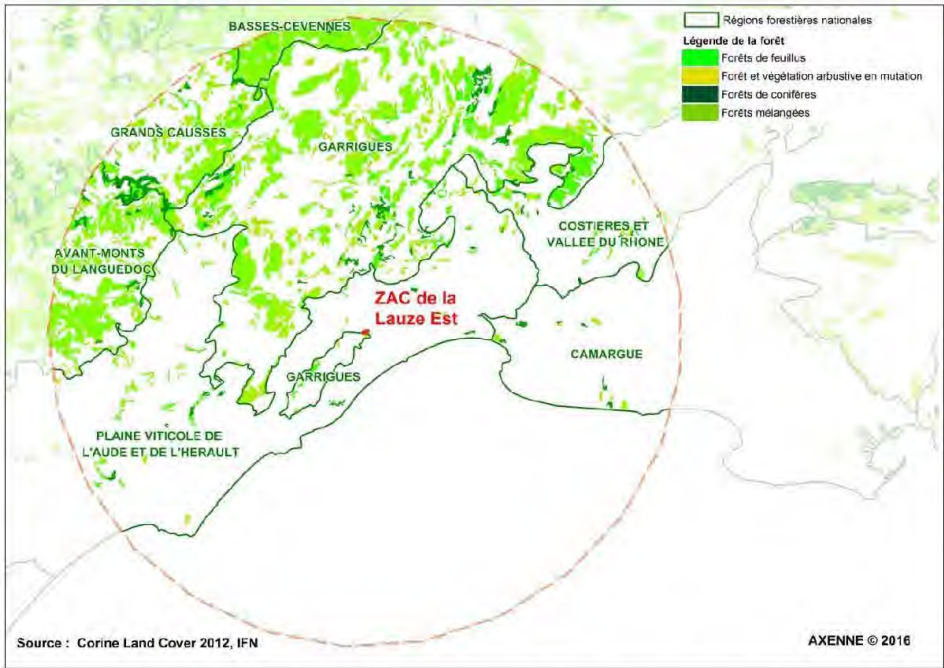 BASSES-CEVENNES
GRANDS CAUSSES
GARRIGUES
AVANT-MONTS
DU LANGUEDOC
COSTIERES ET
VALLEE DU RHONE
ZAC de la
Lauze Est
CAMARGUE
GARRIGUES
PLAINE VITICOLE DE
L'AUDE ET DE L'HERAULT
Régions forestières nationales
Légende de la forêt
Forêts de feuillus
Forêt et végétation arbustive en mutation
Forêts de conifères
Forêts mélangées
Source : Corine Land Cover 2012, IFN
AXENNE © 2016